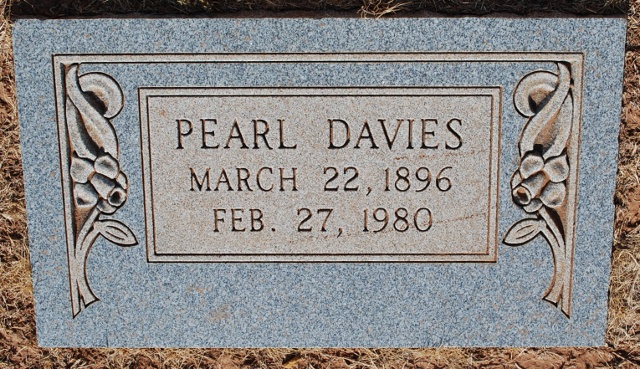 PEARL DAVIES
MARCH 22, 1896
FEB. 27, 1980